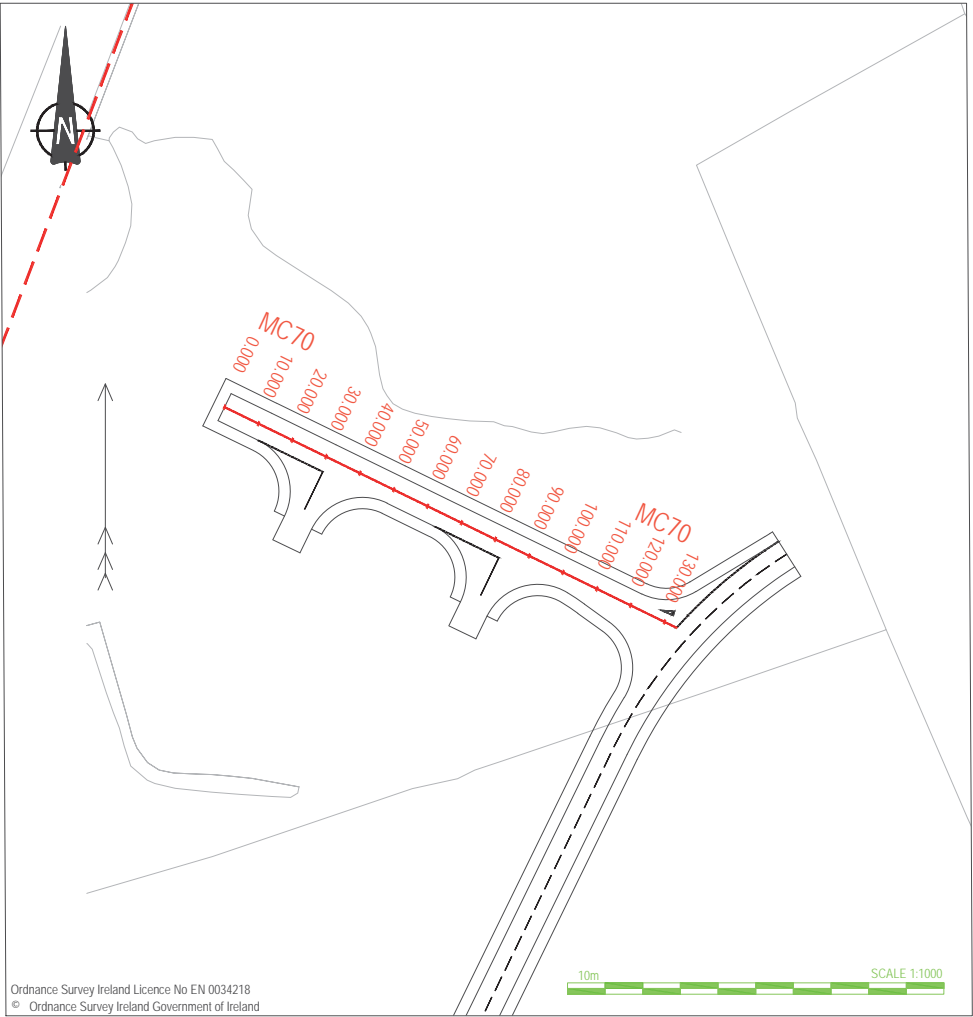 N
MC70
0.000
10.000
20.000
30.000
40.000
50.000
60.000
70.000
80.000
90.000
100.000
110.000
120.000
130.000
MC70
10m
SCALE 1:1000
Ordnance Survey Ireland Licence No EN 0034218
© Ordnance Survey Ireland Government of Ireland